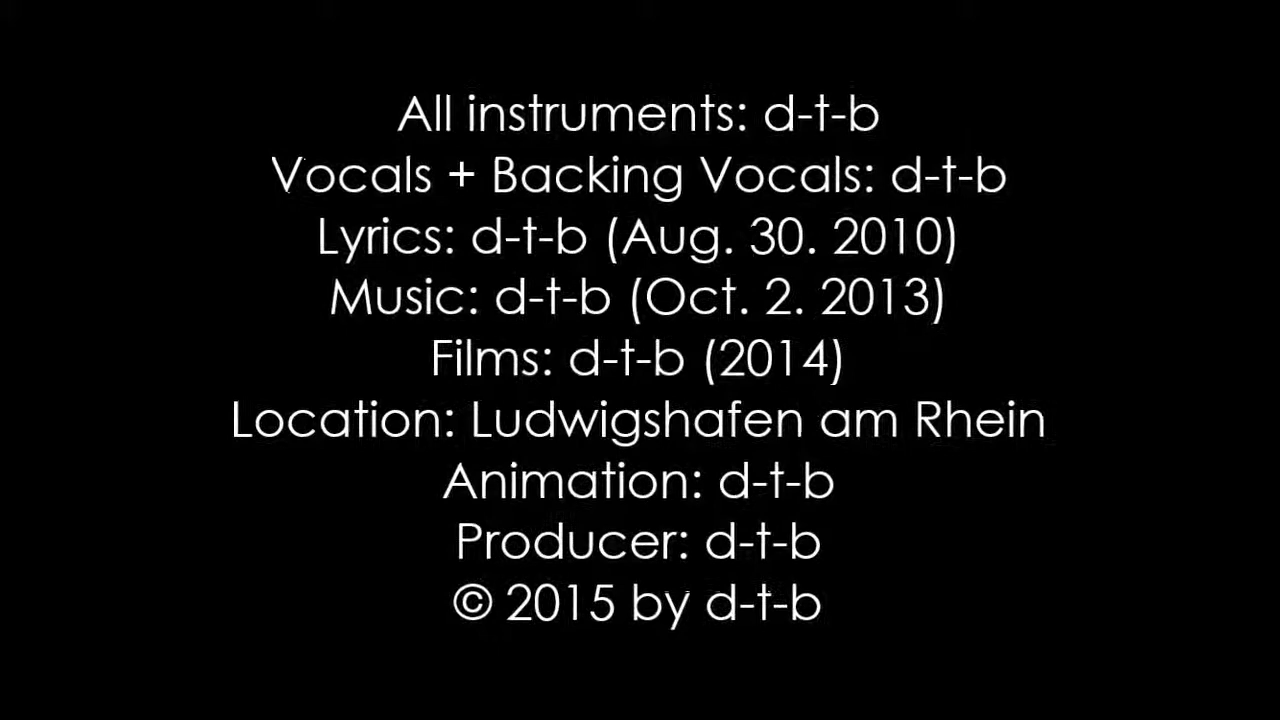 All instruments: d-t-b
Vocals + Backing Vocals: d-t-b
Lyrics: d-t-b (Aug. 30. 2010)
Music: d-t-b (Oct. 2. 2013)
Films: d-t-b (2014)
Location: Ludwigshafen am Rhein
Animation: d-t-b
Producer: d-t-b
© 2015 by d-t-b